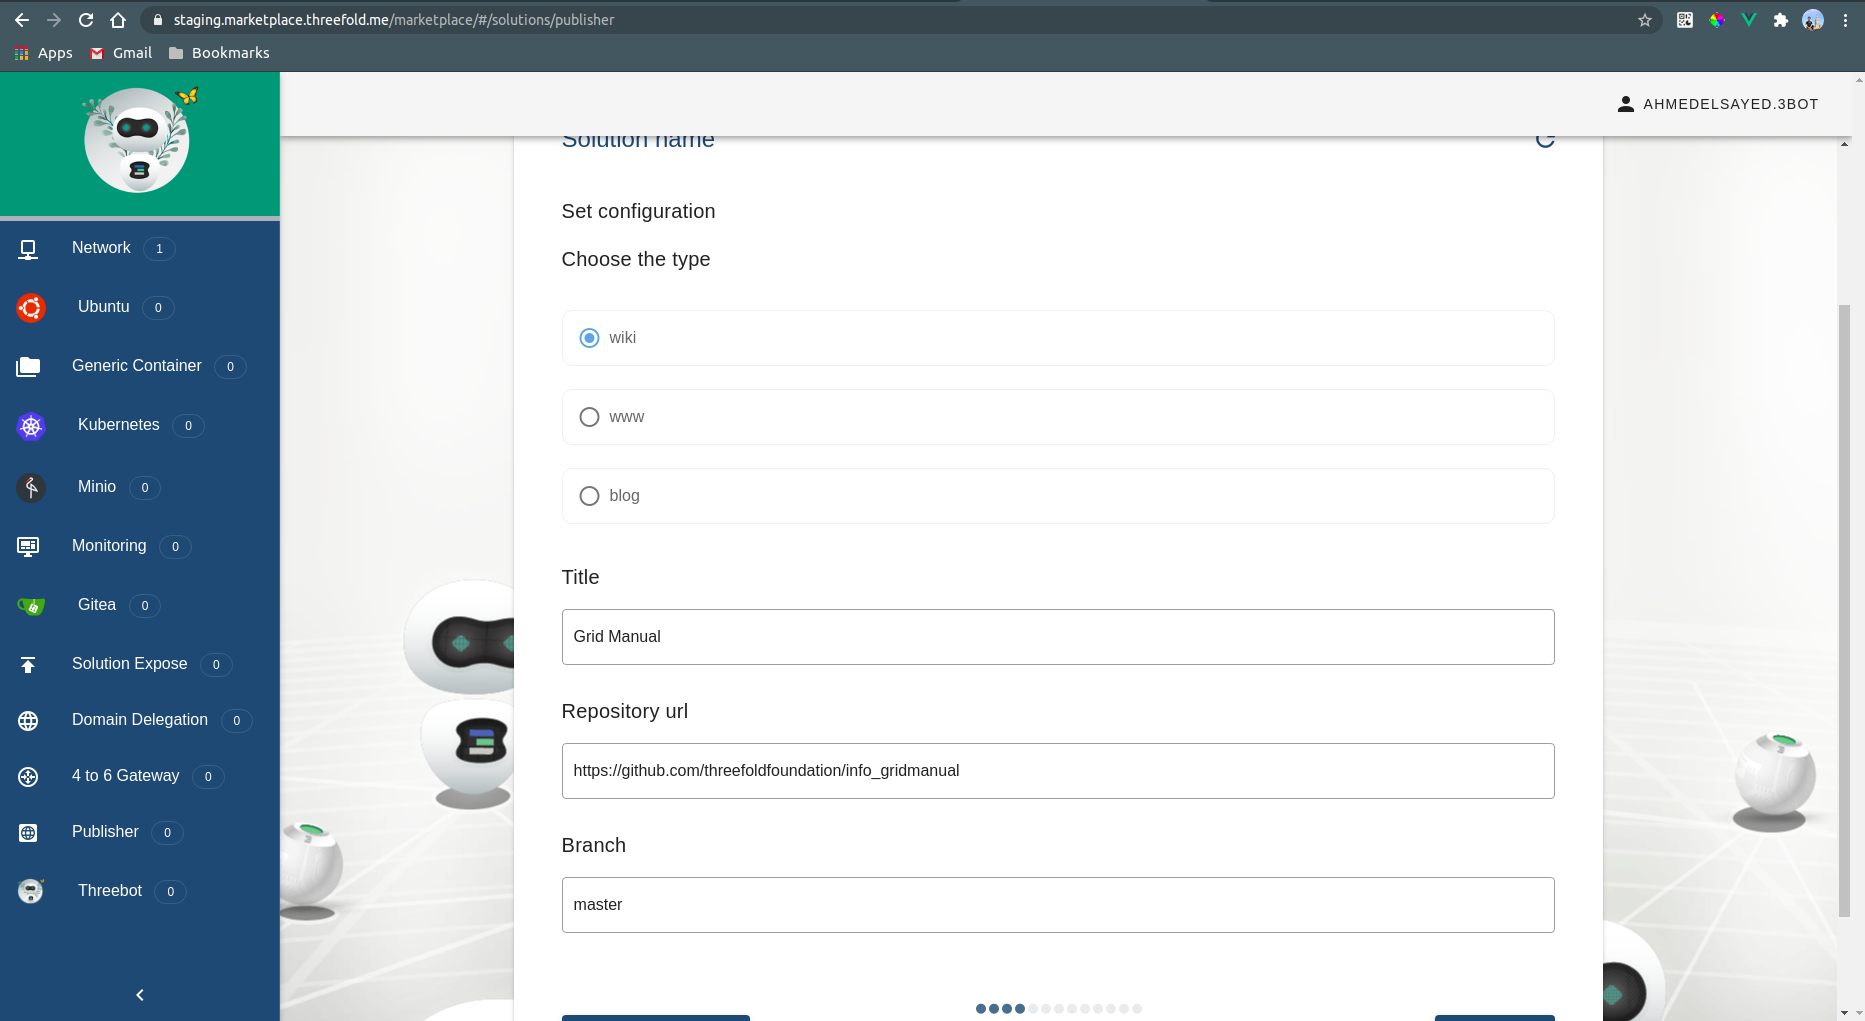 staging.marketplace.threefold.me/marketplace/#/solutions/publisher
Apps
Gmail
Bookmarks
AHMEDELSAYED.3BOT
Network 1
Ubuntu 0
Generic Container 0
Kubernetes 0
Minio 0
Monitoring 0
Gitea 0
Solution Expose 0
Domain Delegation 0
4 to 6 Gateway 0
Publisher 0
Threebot 0
Solution name
Set configuration
Choose the type
wiki
www
blog
Title
Grid Manual
Repository url
https://github.com/threefoldfoundation/info_gridmanual
Branch
master